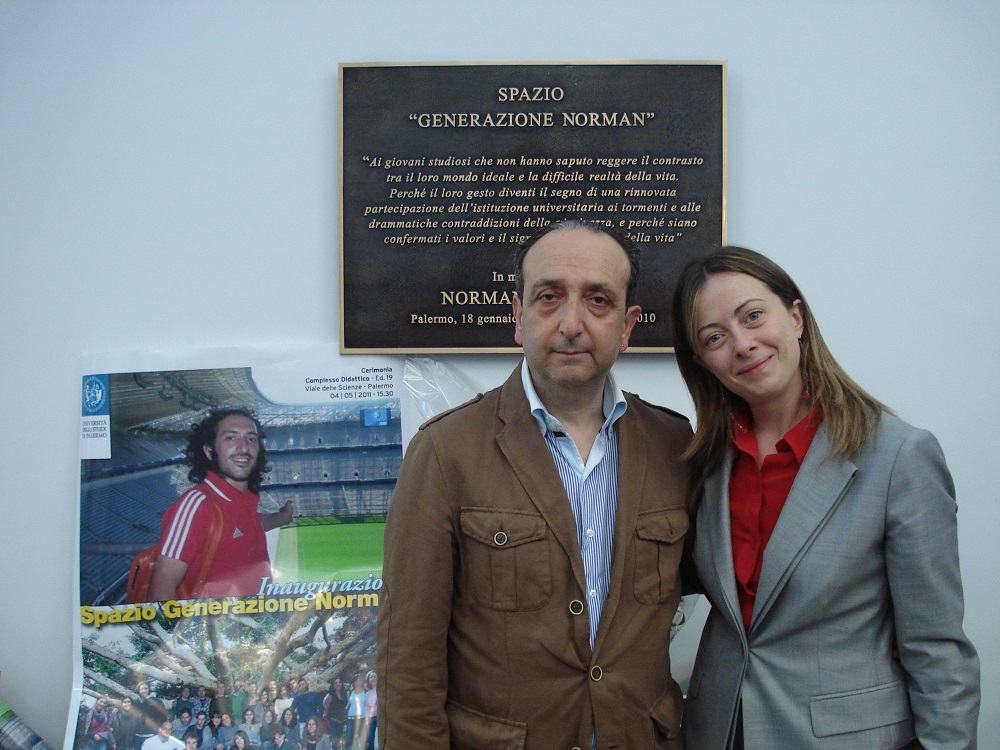 SPAZIO
“GENERAZIONE NORMAN”
“Ai giovani studiosi che non hanno saputo reggere il contrasto
tra il loro mondo ideale e la difficile realtà della vita.
Perché il loro gesto diventi il segno di una rinnovata
partecipazione dell’istituzione universitaria ai tormenti e alle
drammatiche contraddizioni della, e perché siano
confermati i valori e il della vita”
In
NORMAN
Palermo, 18 gennaio 2010
Cerimonia
Complesso Didattico - Ed. 19
Viale delle Scienze - Palermo
04 | 05 | 2011 - 15.30
UNIVERSITÀ
DEGLI STUDI
DI PALERMO
Inaugurazio
Spazio Generazione Norm